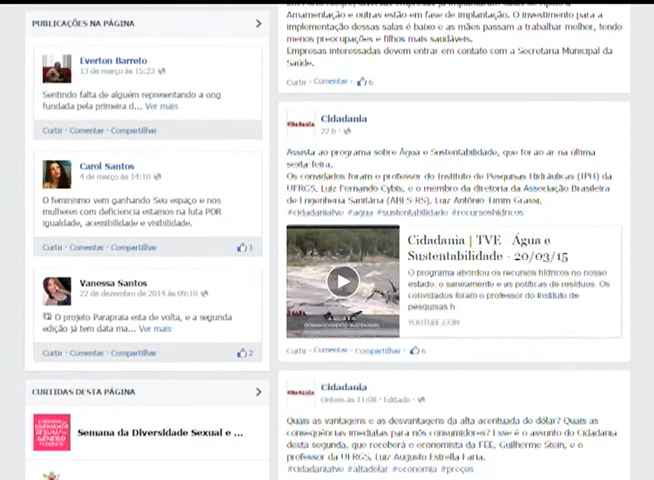 PUBLICAÇÕES NA PÁGINA
Everton Barreto
13 de março às 15:23
Sentindo falta de alguém representando a ong
fundada pela primeira d... Ver mais
Curtir · Comentar · Compartilhar
Carol Santos
4 de março às 14:10
O feminismo vem ganhando Seu espaço e nos
mulheres com deficiencia estamos na luta POR
igualdade, acessibilidade e visibilidade.
Curtir · Comentar · Compartilhar
1
Vanessa Santos
22 de dezembro de 2014 às 09:10
O projeto Parapraia esta de volta, e a segunda
edição já tem data ma... Ver mais
Curtir · Comentar · Compartilhar
2
CURTIDAS DESTA PÁGINA
Semana da Diversidade Sexual e ...
Amamentação e outras estão em fase de implantação. O investimento para a
implementação dessas salas é baixo e as mães passam a trabalhar melhor, tendo
menos preocupações e filhos mais saudáveis.
Empresas interessadas devem entrar em contato com a Secretaria Municipal da
Saúde.
Curtir · Comentar · 6
Cidadania
22 h
Assista ao programa sobre Água e Sustentabilidade, que foi ao ar na última
sexta-feira.
Os convidados foram o professor do Instituto de Pesquisas Hidráulicas (IPH) da
UFRGS, Luiz Fernando Cybis, e o membro da diretoria da Associação Brasileira
de Engenharia Sanitária (ABES-RS), Luiz Antônio Timm Grassi.
#cidadaniatve #agua #sustentabilidade #recursoshidricos
Cidadania | TVE Água e
Sustentabilidade - 20/03/15
O programa abordou os recursos hídricos no nosso
estado, o saneamento e as políticas de resíduos. Os
convidados foram o professor do Instituto de
pesquisas h
YOUTUBE.COM
Curtir · Comentar · Compartilhar · 6
Cidadania
Ontem às 11:08 · Editado
Quais as vantagens e as desvantagens da alta acentuada do dólar? Quais as
consequências imediatas para nós consumidores? Esse é o assunto do Cidadania
desta segunda, que receberá o economista da FEE, Guilherme Stein, e o
professor da UFRGS, Luiz Augusto Estrella Faria.
#cidadaniatve #altadolar #economia #preços